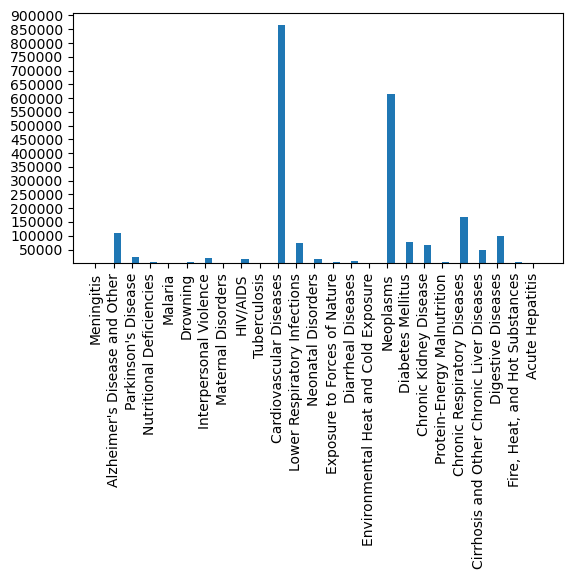 900000
850000
800000
750000
700000
650000
600000
550000
500000
450000
400000
350000
300000
250000
200000
150000
100000
50000
Meningitis
Alzheimer's Disease and Other
Parkinson's Disease
Nutritional Deficiencies
Malaria
Drowning
Interpersonal Violence
Maternal Disorders
HIV/AIDS
Tuberculosis
Cardiovascular Diseases
Lower Respiratory Infections
Neonatal Disorders
Exposure to Forces of Nature
Diarrheal Diseases
Environmental Heat and Cold Exposure
Neoplasms
Diabetes Mellitus
Chronic Kidney Disease
Protein-Energy Malnutrition
Chronic Respiratory Diseases
Cirrhosis and Other Chronic Liver Diseases
Digestive Diseases
Fire, Heat, and Hot Substances
Acute Hepatitis